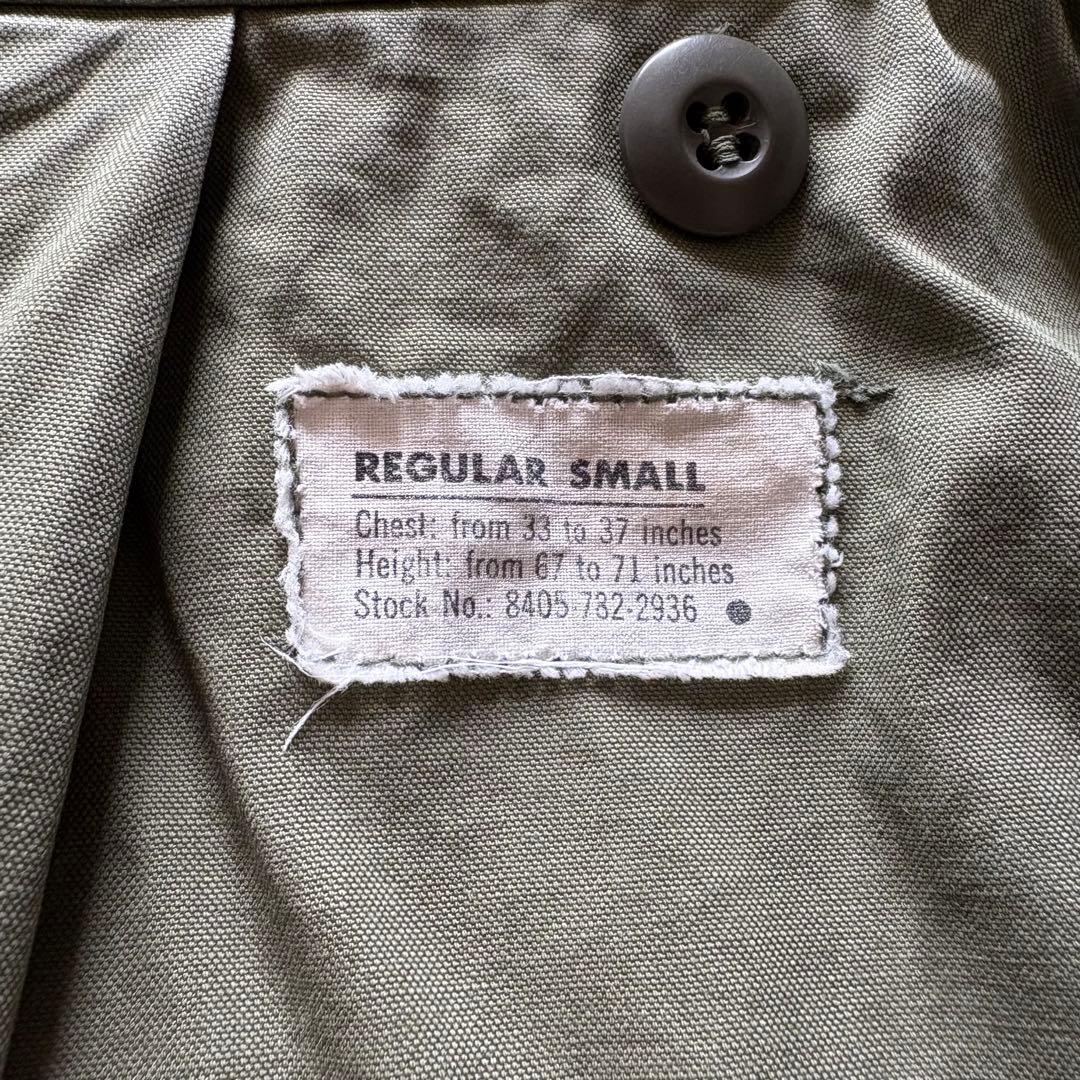 REGULAR SMALL
Chest: from 33 to 37 inches
Height: from 67 to 71 inches
Stock No.: 8405-782-2936